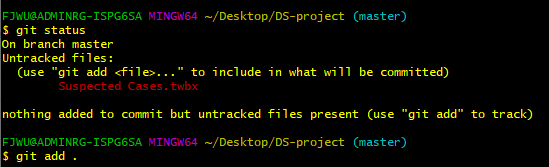 FJWU@ADMINRG-ISPG6SA MINGW64 ~/Desktop/DS-project (master)
$ git status
On branch master
Untracked files:
  (use "git add <file>..." to include in what will be committed)
        Suspected Cases.twbx
nothing added to commit but untracked files present (use "git add" to track)
FJWU@ADMINRG-ISPG6SA MINGW64 ~/Desktop/DS-project (master)
$ git add .